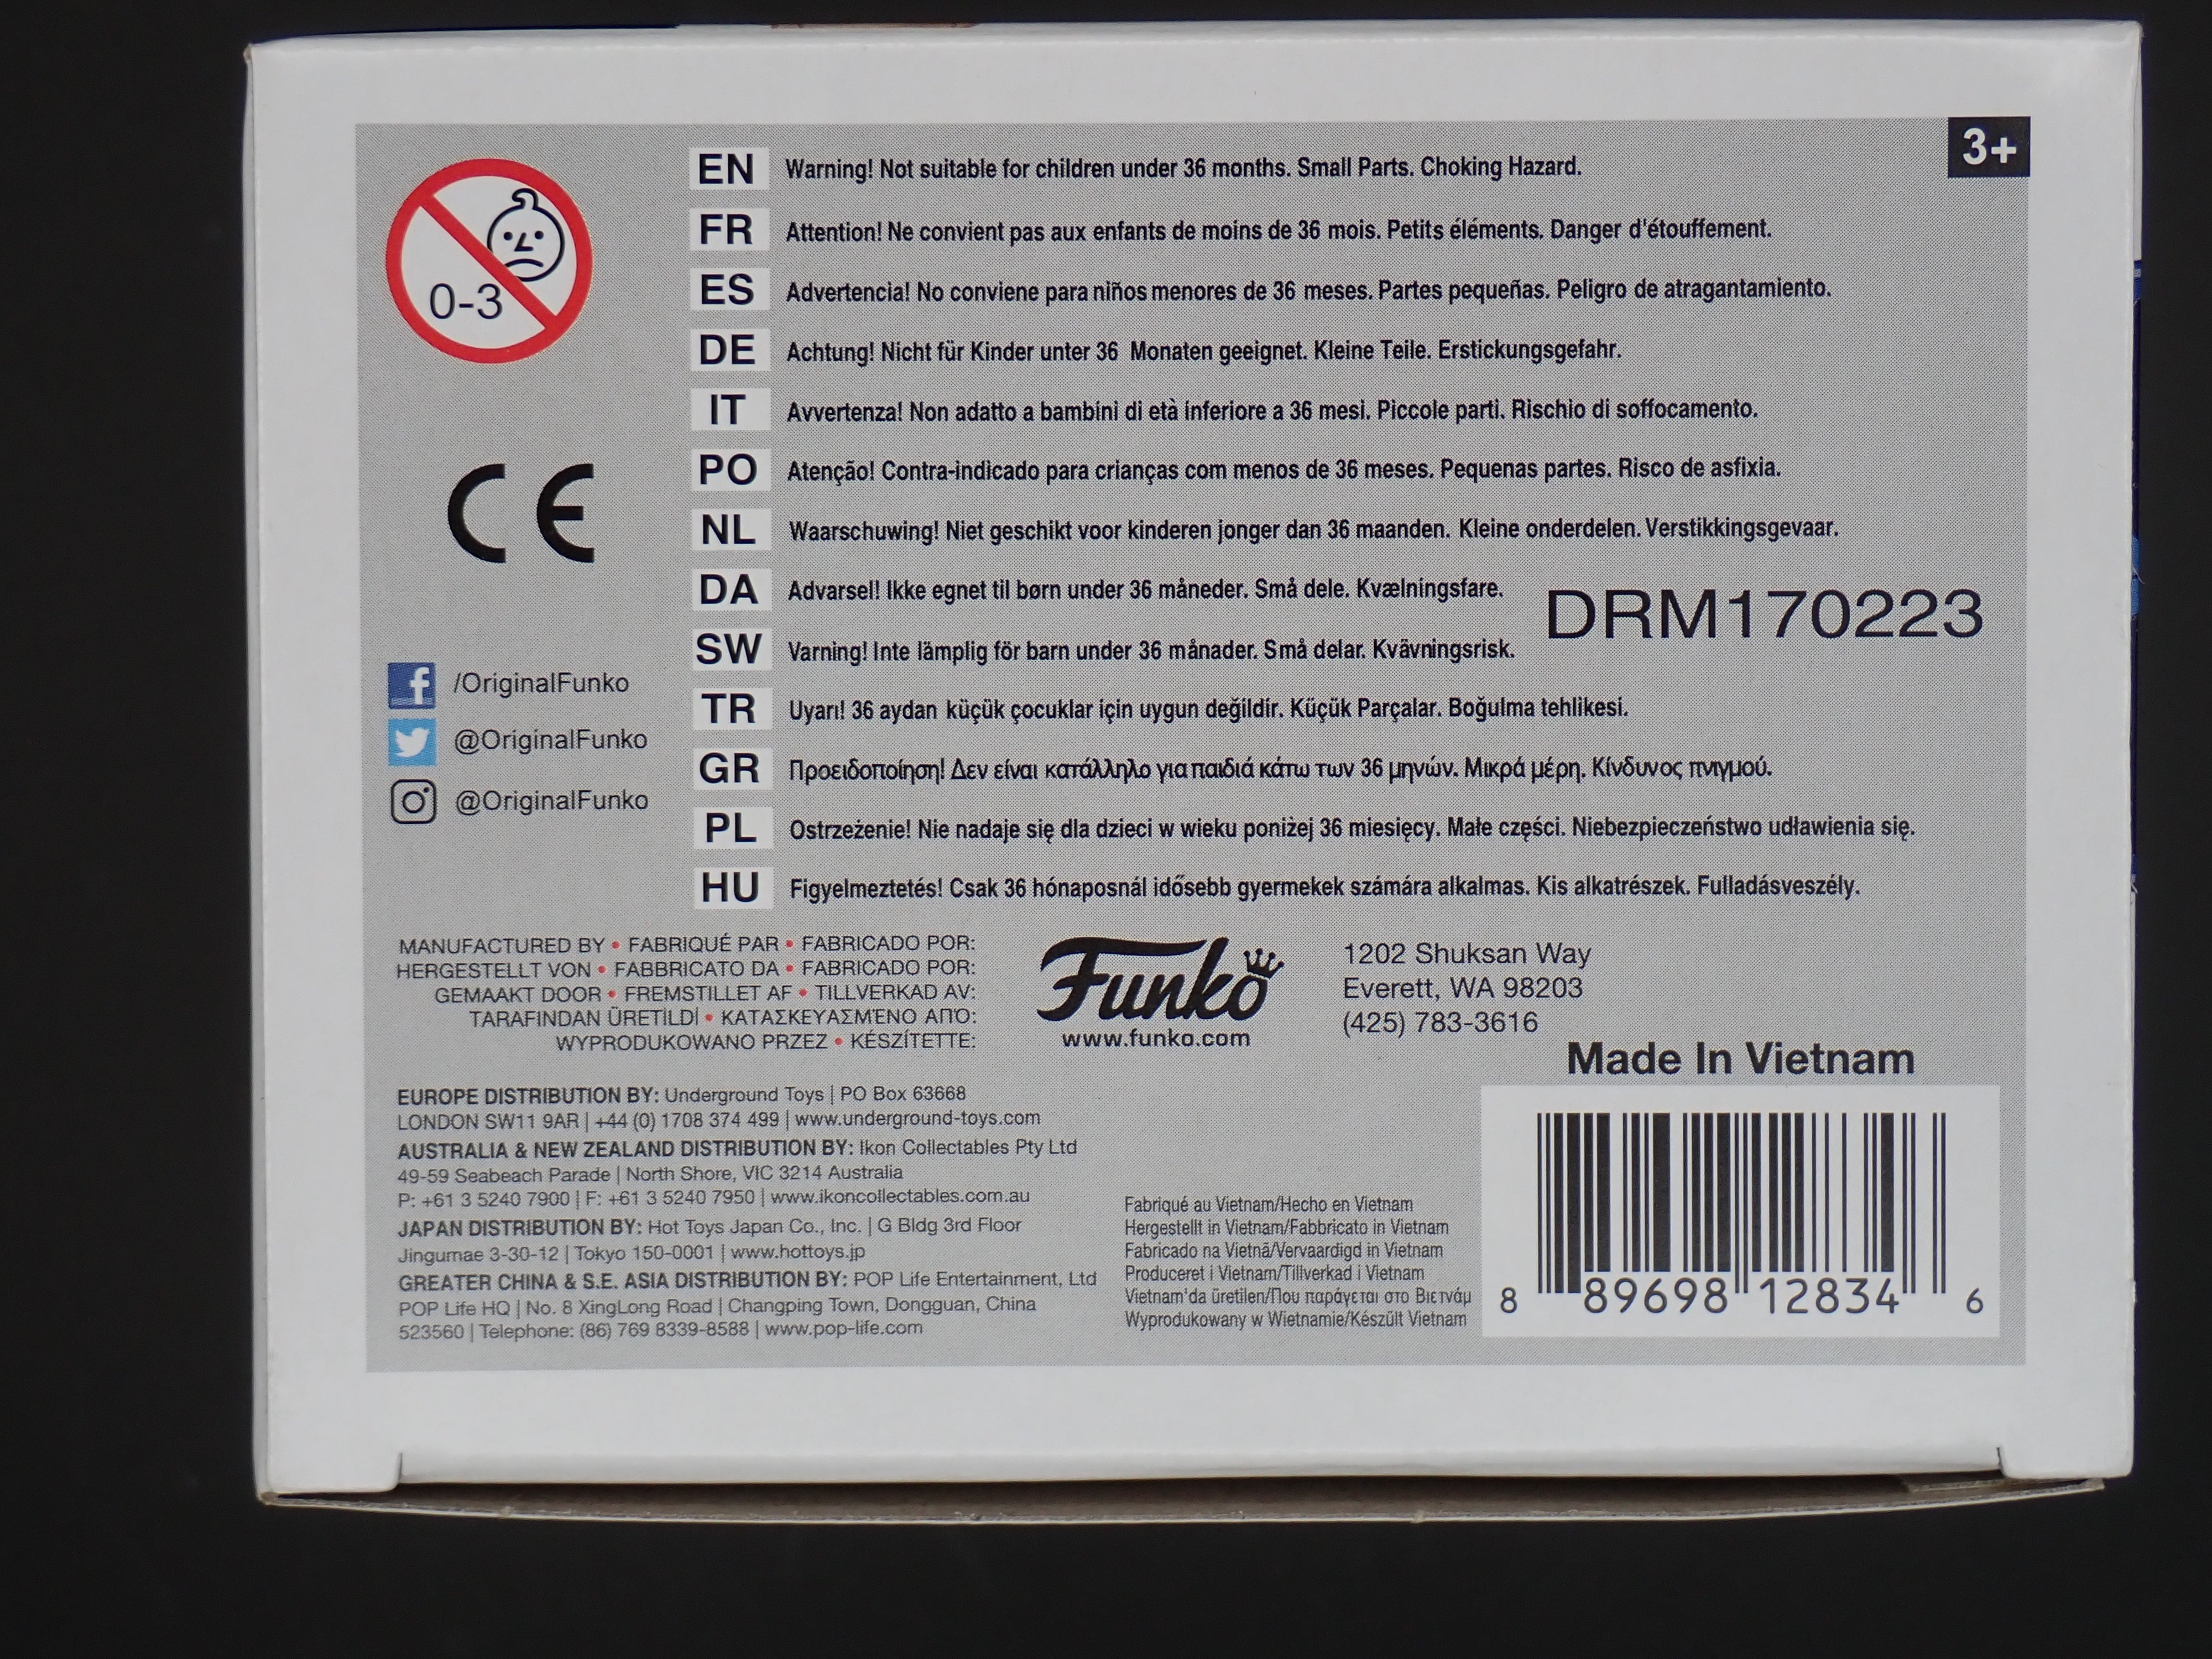 3+
0-3
EN Warning! Not suitable for children under 36 months. Small Parts. Choking Hazard.
FR Attention! Ne convient pas aux enfants de moins de 36 mois. Petits éléments. Danger d'étouffement.
ES Advertencia! No conviene para niños menores de 36 meses. Partes pequeñas. Peligro de atragantamiento.
DE Achtung! Nicht für Kinder unter 36 Monaten geeignet. Kleine Teile. Erstickungsgefahr.
IT Avvertenza! Non adatto a bambini di età inferiore a 36 mesi. Piccole parti. Rischio di soffocamento.
PO Atenção! Contra-indicado para crianças com menos de 36 meses. Pequenas partes. Risco de asfixia.
NL Waarschuwing! Niet geschikt voor kinderen jonger dan 36 maanden. Kleine onderdelen. Verstikkingsgevaar.
DA Advarsel! Ikke egnet til børn under 36 måneder. Små dele. Kvælningsfare.
SW Varning! Inte lämplig för barn under 36 månader. Små delar. Kvävningsrisk.
TR Uyarı! 36 aydan küçük çocuklar için uygun değildir. Küçük Parçalar. Boğulma tehlikesi.
GR Προειδοποίηση! Δεν είναι κατάλληλο για παιδιά κάτω των 36 μηνών. Μικρά μέρη. Κίνδυνος πνιγμού.
PL Ostrzeżenie! Nie nadaje się dla dzieci w wieku poniżej 36 miesięcy. Małe części. Niebezpieczeństwo udławienia się.
HU Figyelmeztetés! Csak 36 hónaposnál idősebb gyermekek számára alkalmas. Kis alkatrészek. Fulladásveszély.
CE
DRM170223
/OriginalFunko
@OriginalFunko
@OriginalFunko
MANUFACTURED BY • FABRIQUÉ PAR • FABRICADO POR:
HERGESTELLT VON • FABBRICATO DA • FABRICADO POR:
GEMAAKT DOOR • FREMSTILLET AF • TILLVERKAD AV:
TARAFINDAN ÜRETİLDİ • ΚΑΤΑΣΚΕΥΑΣΜΈΝΟ ΑΠΌ:
WYPRODUKOWANO PRZEZ • KÉSZÍTETTE:
Funko
www.funko.com
1202 Shuksan Way
Everett, WA 98203
(425) 783-3616
Made In Vietnam
EUROPE DISTRIBUTION BY: Underground Toys | PO Box 63668
LONDON SW11 9AR | +44 (0) 1708 374 499 | www.underground-toys.com
AUSTRALIA & NEW ZEALAND DISTRIBUTION BY: Ikon Collectables Pty Ltd
49-59 Seabeach Parade | North Shore, VIC 3214 Australia
P: +61 3 5240 7900 | F: +61 3 5240 7950 | www.ikoncollectables.com.au
JAPAN DISTRIBUTION BY: Hot Toys Japan Co., Inc. | G Bldg 3rd Floor
Jingumae 3-30-12 | Tokyo 150-0001 | www.hottoys.jp
GREATER CHINA & S.E. ASIA DISTRIBUTION BY: POP Life Entertainment, Ltd
POP Life HQ | No. 8 XingLong Road | Changping Town, Dongguan, China
523560 | Telephone: (86) 769 8339-8588 | www.pop-life.com
Fabriqué au Vietnam/Hecho en Vietnam
Hergestellt in Vietnam/Fabbricato in Vietnam
Fabricado na Vietnã/Vervaardigd in Vietnam
Produceret i Vietnam/Tillverkad i Vietnam
Vietnam'da üretilen/Που παράγεται στο Βιετνάμ
Wyprodukowany w Wietnamie/Készült Vietnam
8 89698 12834 6